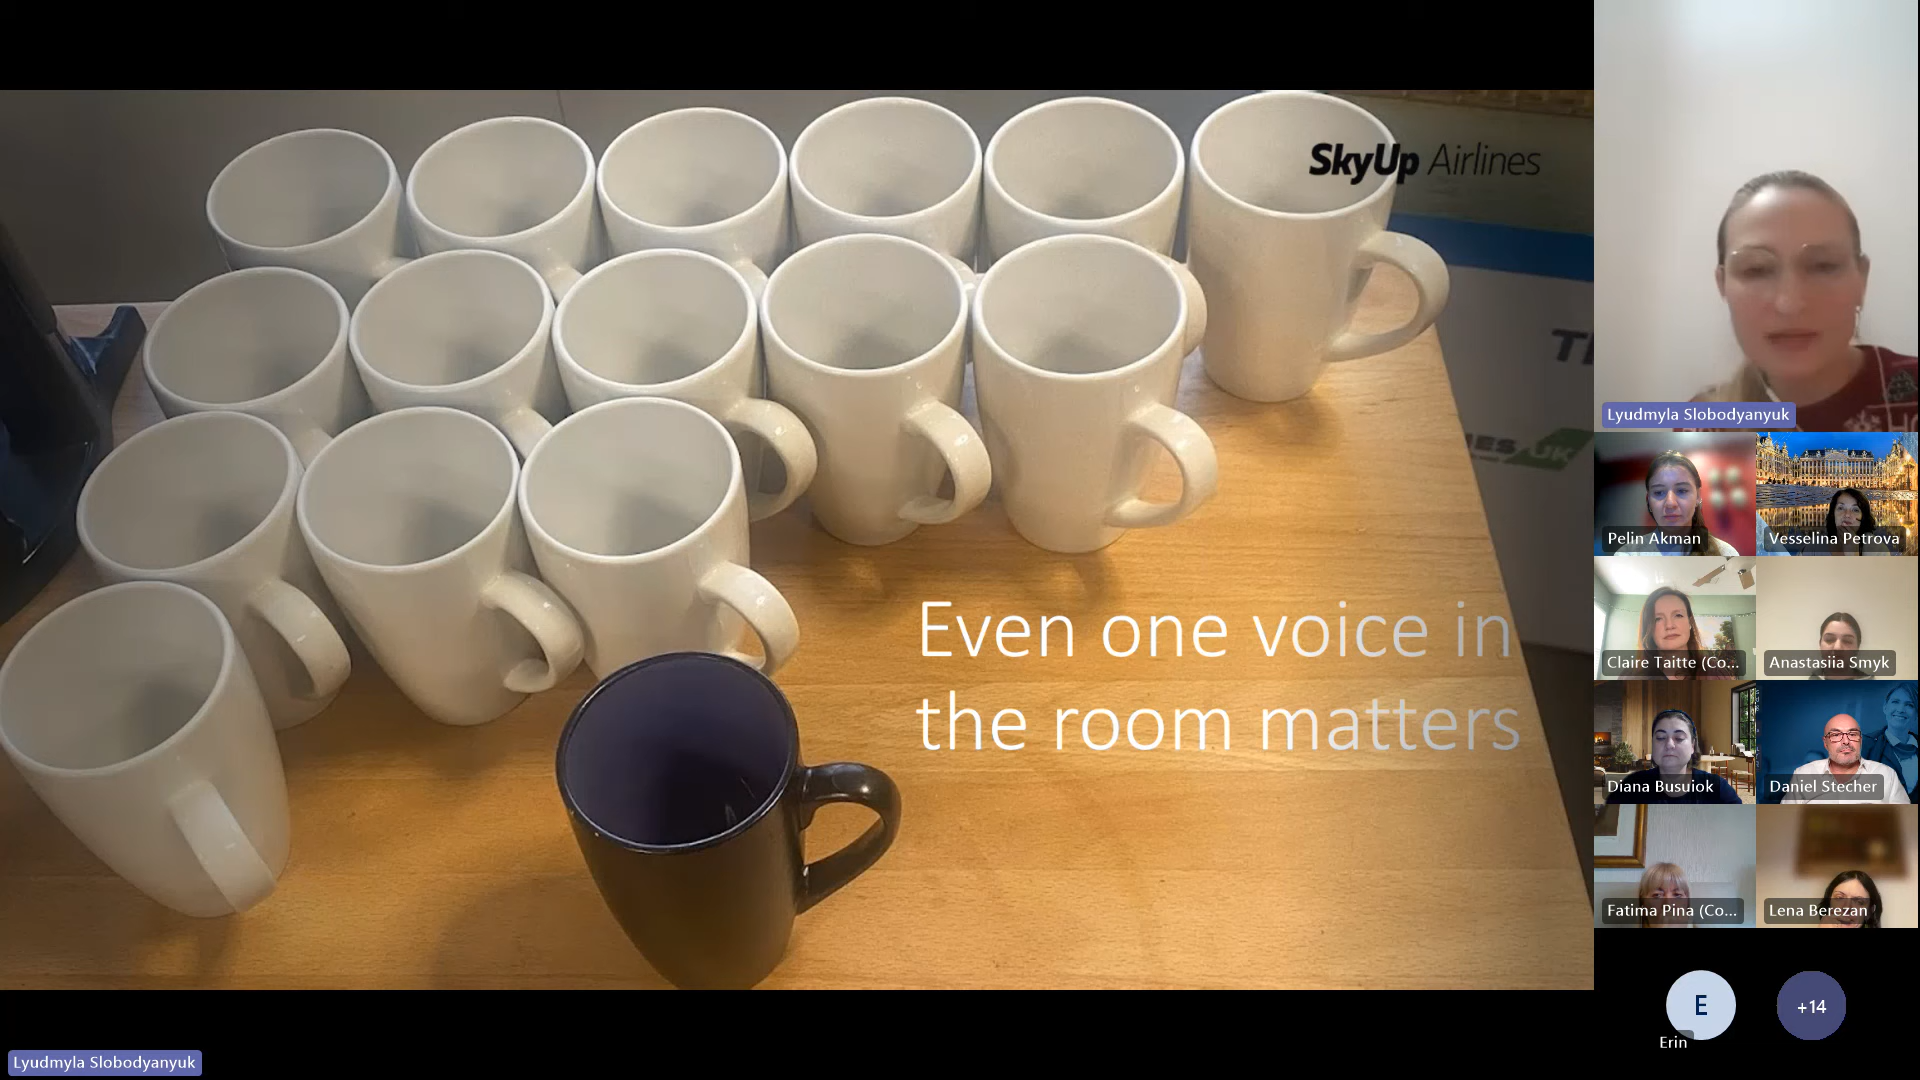 SkyUp Airlines
Even one voice in
the room matters
Lyudmyla Slobodyanyuk
Pelin Akman
Vesselina Petrova
Claire Taitte (Co...
Anastasiia Smyk
Diana Busuiok
Daniel Stecher
Fatima Pina (Co...
Lena Berezan
E
+14
Erin
Lyudmyla Slobodyanyuk